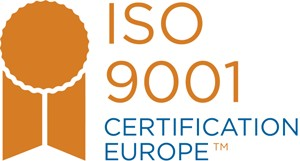 ISO
9001
CERTIFICATION
EUROPE™